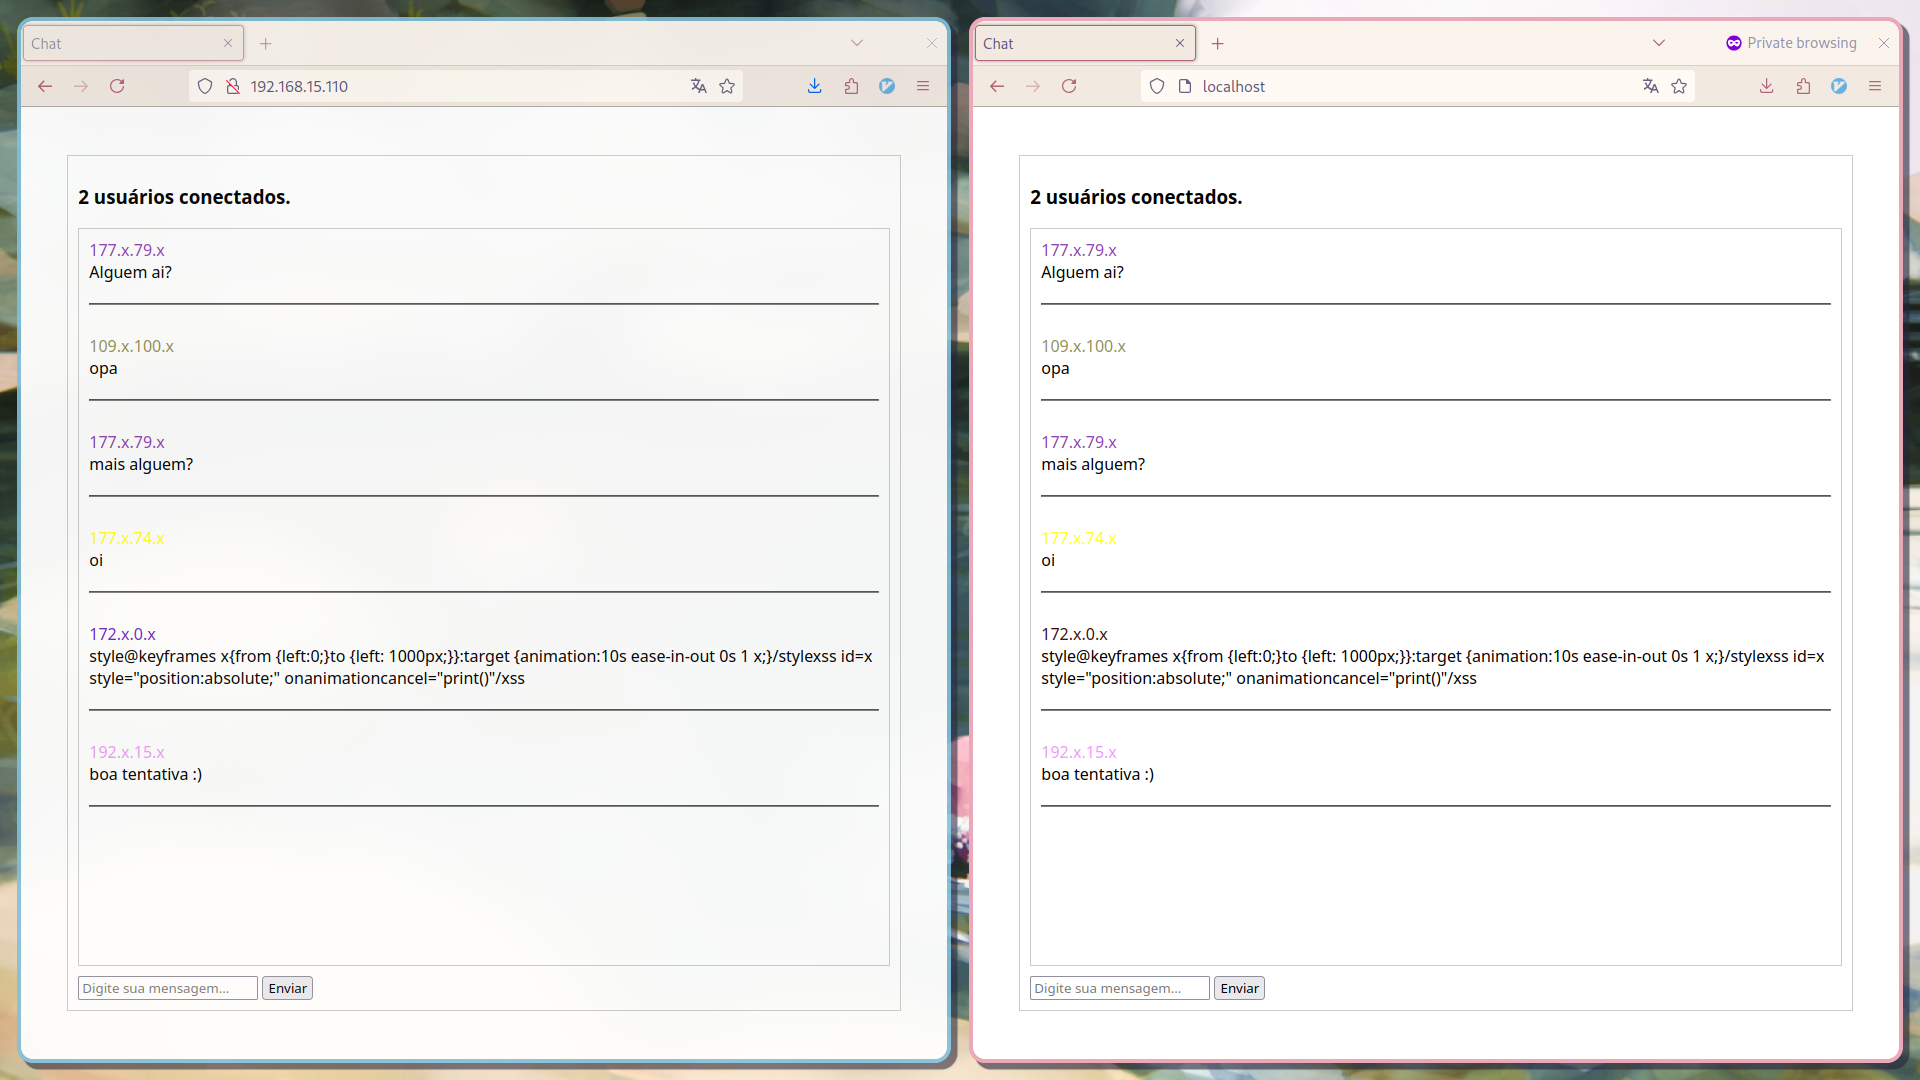 Chat
192.168.15.110
2 usuários conectados.
177.x.79.x
Alguem ai?
109.x.100.x
opa
177.x.79.x
mais alguem?
177.x.74.x
oi
172.x.0.x
style@keyframes x{from {left:0;}to {left: 1000px;}}:target {animation:10s ease-in-out 0s 1 x;}/stylexss id=x
style="position:absolute;" onanimationcancel="print()"/xss
192.x.15.x
boa tentativa :)
Digite sua mensagem...
Enviar
Chat
Private browsing
localhost
2 usuários conectados.
177.x.79.x
Alguem ai?
109.x.100.x
opa
177.x.79.x
mais alguem?
177.x.74.x
oi
172.x.0.x
style@keyframes x{from {left:0;}to {left: 1000px;}}:target {animation:10s ease-in-out 0s 1 x;}/stylexss id=x
style="position:absolute;" onanimationcancel="print()"/xss
192.x.15.x
boa tentativa :)
Digite sua mensagem...
Enviar